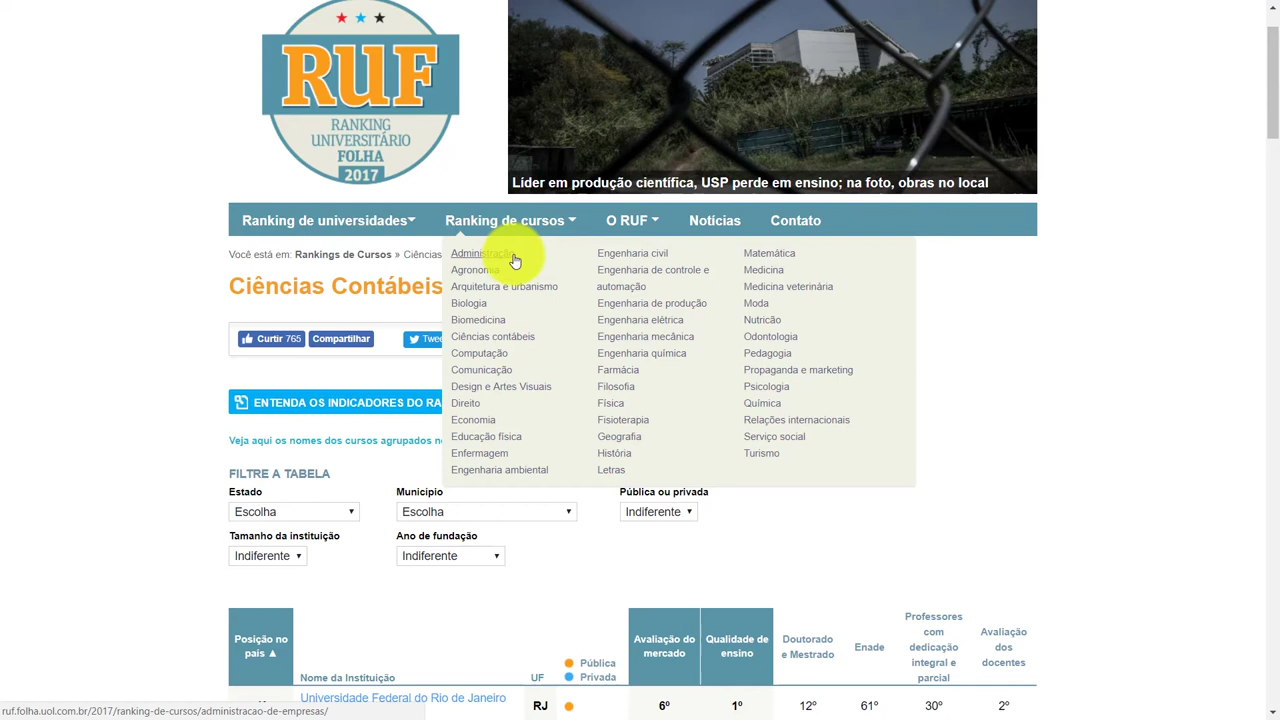 RUF
RANKING
UNIVERSITÁRIO
FOLHA
2017
Líder em produção científica, USP perde em ensino; na foto, obras no local
Ranking de universidades
Ranking de cursos
O RUF
Notícias
Contato
Você está em: Rankings de Cursos » Ciências
Ciências Contábeis
Curtir 765
Compartilhar
Twee
ENTENDA OS INDICADORES DO RA
Veja aqui os nomes dos cursos agrupados n
Administração
Agronomia
Arquitetura e urbanismo
Biologia
Biomedicina
Ciências contábeis
Computação
Comunicação
Design e Artes Visuais
Direito
Economia
Educação física
Enfermagem
Engenharia ambiental
Engenharia civil
Engenharia de controle e
automação
Engenharia de produção
Engenharia elétrica
Engenharia mecânica
Engenharia química
Farmácia
Filosofia
Física
Fisioterapia
Geografia
História
Letras
Matemática
Medicina
Medicina veterinária
Moda
Nutricão
Odontologia
Pedagogia
Propaganda e marketing
Psicologia
Química
Relações internacionais
Serviço social
Turismo
FILTRE A TABELA
Estado
Escolha
Município
Escolha
Pública ou privada
Indiferente
Tamanho da instituição
Indiferente
Ano de fundação
Indiferente
Posição no
país ▲
Nome da Instituição
UF
Pública
Privada
Avaliação do
mercado
Qualidade de
ensino
Doutorado
e Mestrado
Enade
Professores
com
dedicação
integral e
parcial
Avaliação
dos
docentes
Universidade Federal do Rio de Janeiro
RJ
6º
1º
12º
61º
30º
2º
ruf.folha.uol.com.br/2017/ranking-de-cursos/administracao-de-empresas/